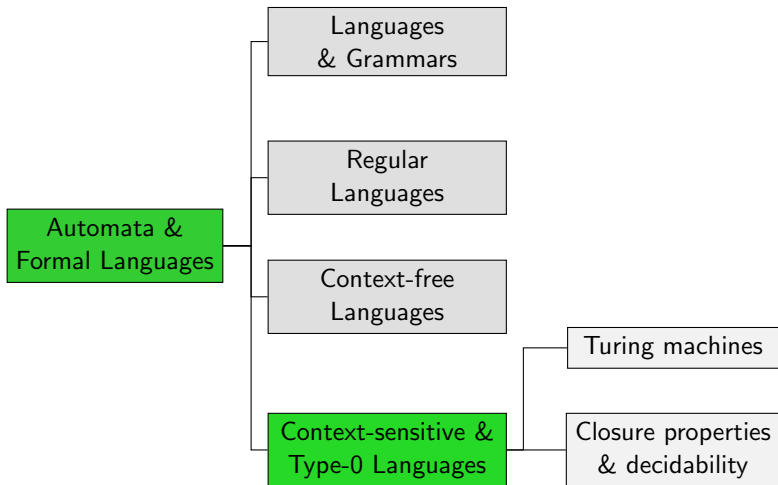 Languages
& Grammars
Regular
Languages
Automata &
Formal Languages
Context-free
Languages
Turing machines
Context-sensitive &
Type-0 Languages
Closure properties
& decidability